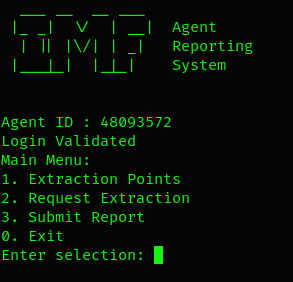 IMF
Agent
Reporting
System
Agent ID : 48093572
Login Validated
Main Menu:
1. Extraction Points
2. Request Extraction
3. Submit Report
0. Exit
Enter selection: